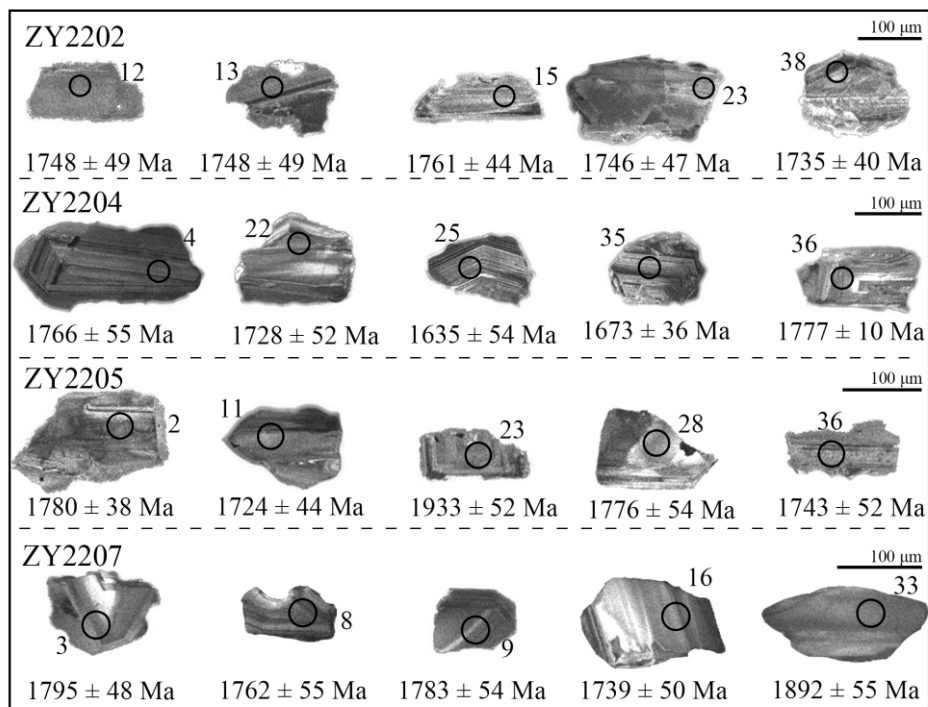 ZY2202
100 μm
12
13
15
23
38
1748 ± 49 Ma
1748 ± 49 Ma
1761 ± 44 Ma
1746 ± 47 Ma
1735 ± 40 Ma
ZY2204
100 μm
4
22
25
35
36
1766 ± 55 Ma
1728 ± 52 Ma
1635 ± 54 Ma
1673 ± 36 Ma
1777 ± 10 Ma
ZY2205
100 μm
2
11
23
28
36
1780 ± 38 Ma
1724 ± 44 Ma
1933 ± 52 Ma
1776 ± 54 Ma
1743 ± 52 Ma
ZY2207
100 μm
3
8
9
16
33
1795 ± 48 Ma
1762 ± 55 Ma
1783 ± 54 Ma
1739 ± 50 Ma
1892 ± 55 Ma